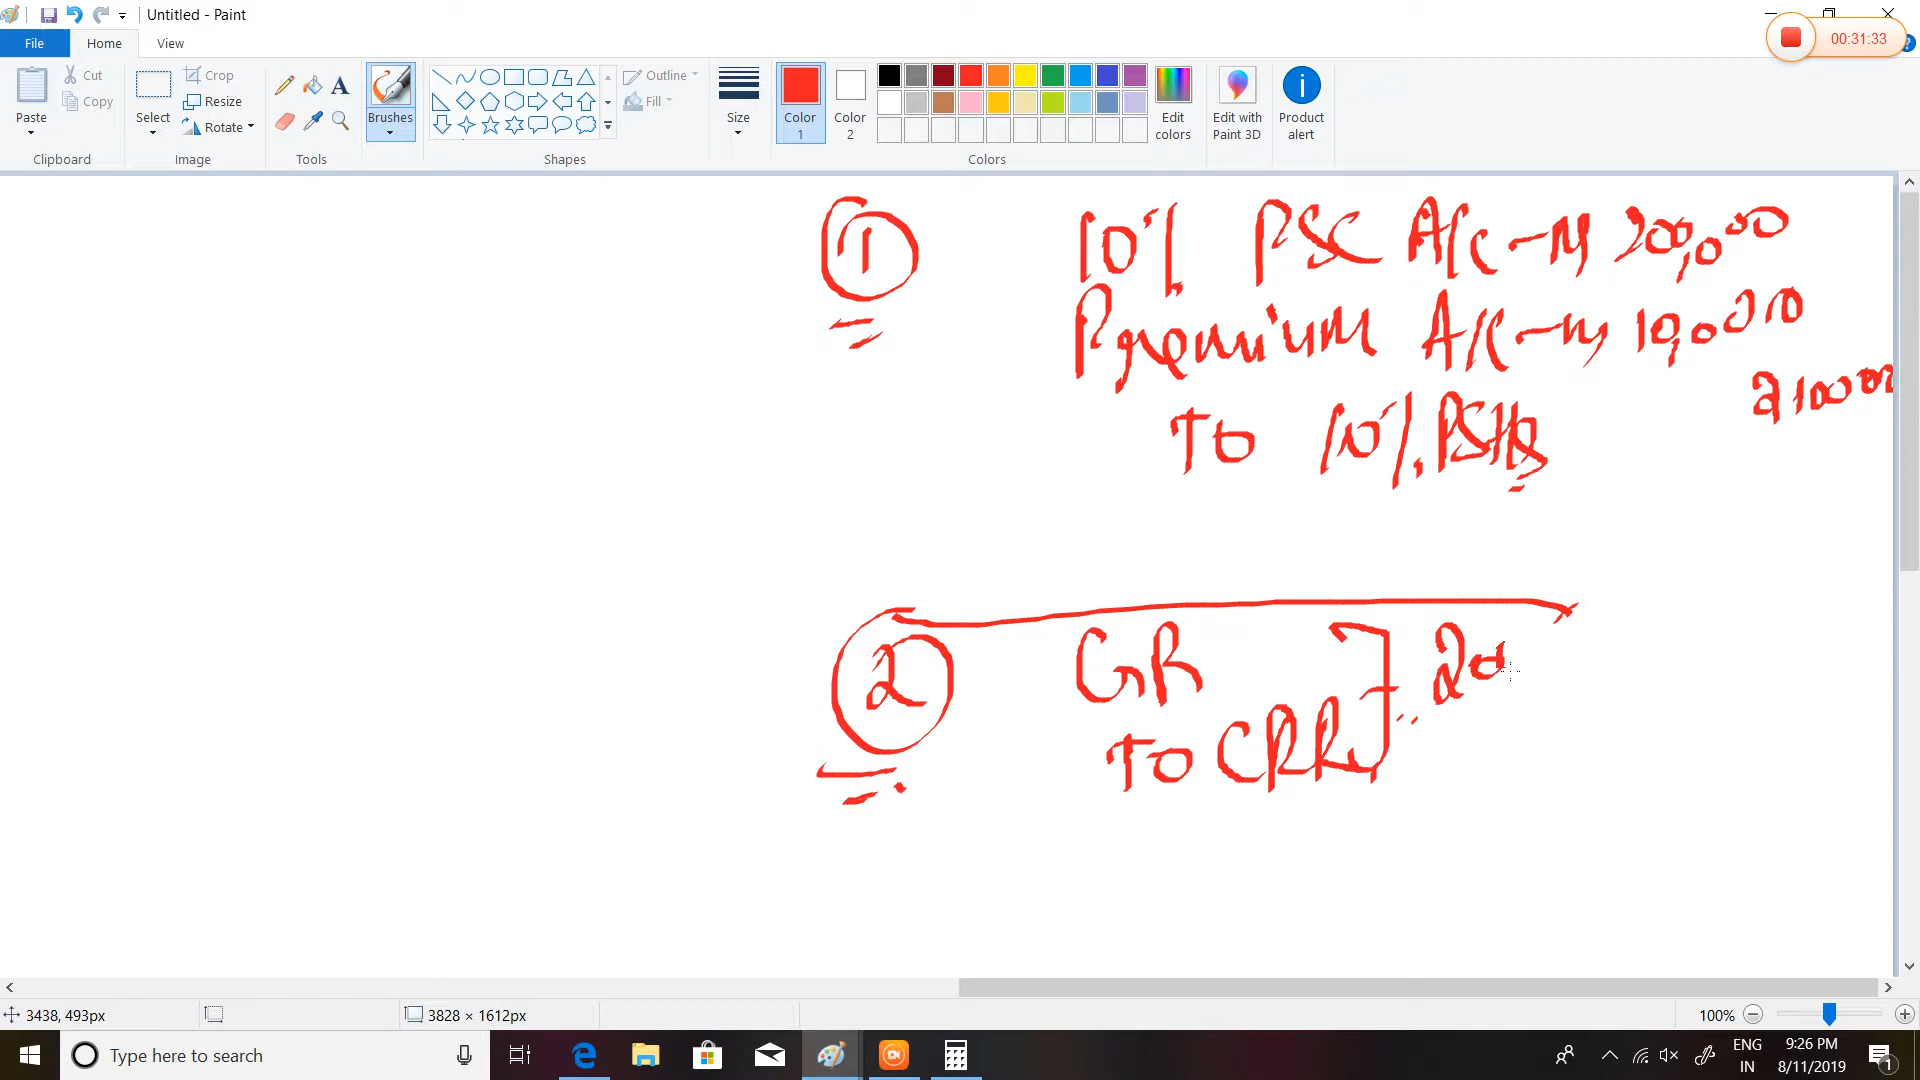 Untitled - Paint
00:31:33
File Home View
Cut
Copy
Paste
Clipboard
Crop
Resize
Rotate
Select
Image
Tools
Brushes
Outline
Fill
Shapes
Size
Color 1
Color 2
Colors
Edit colors
Edit with Paint 3D
Product alert
① 10% PSC A/c -
200,000
Premium A/c -
10,000
To 10% PSH
② GR
20
To CRR
3438, 493px
3828 × 1612px
100%
Type here to search
ENG
IN
9:26 PM
8/11/2019
1